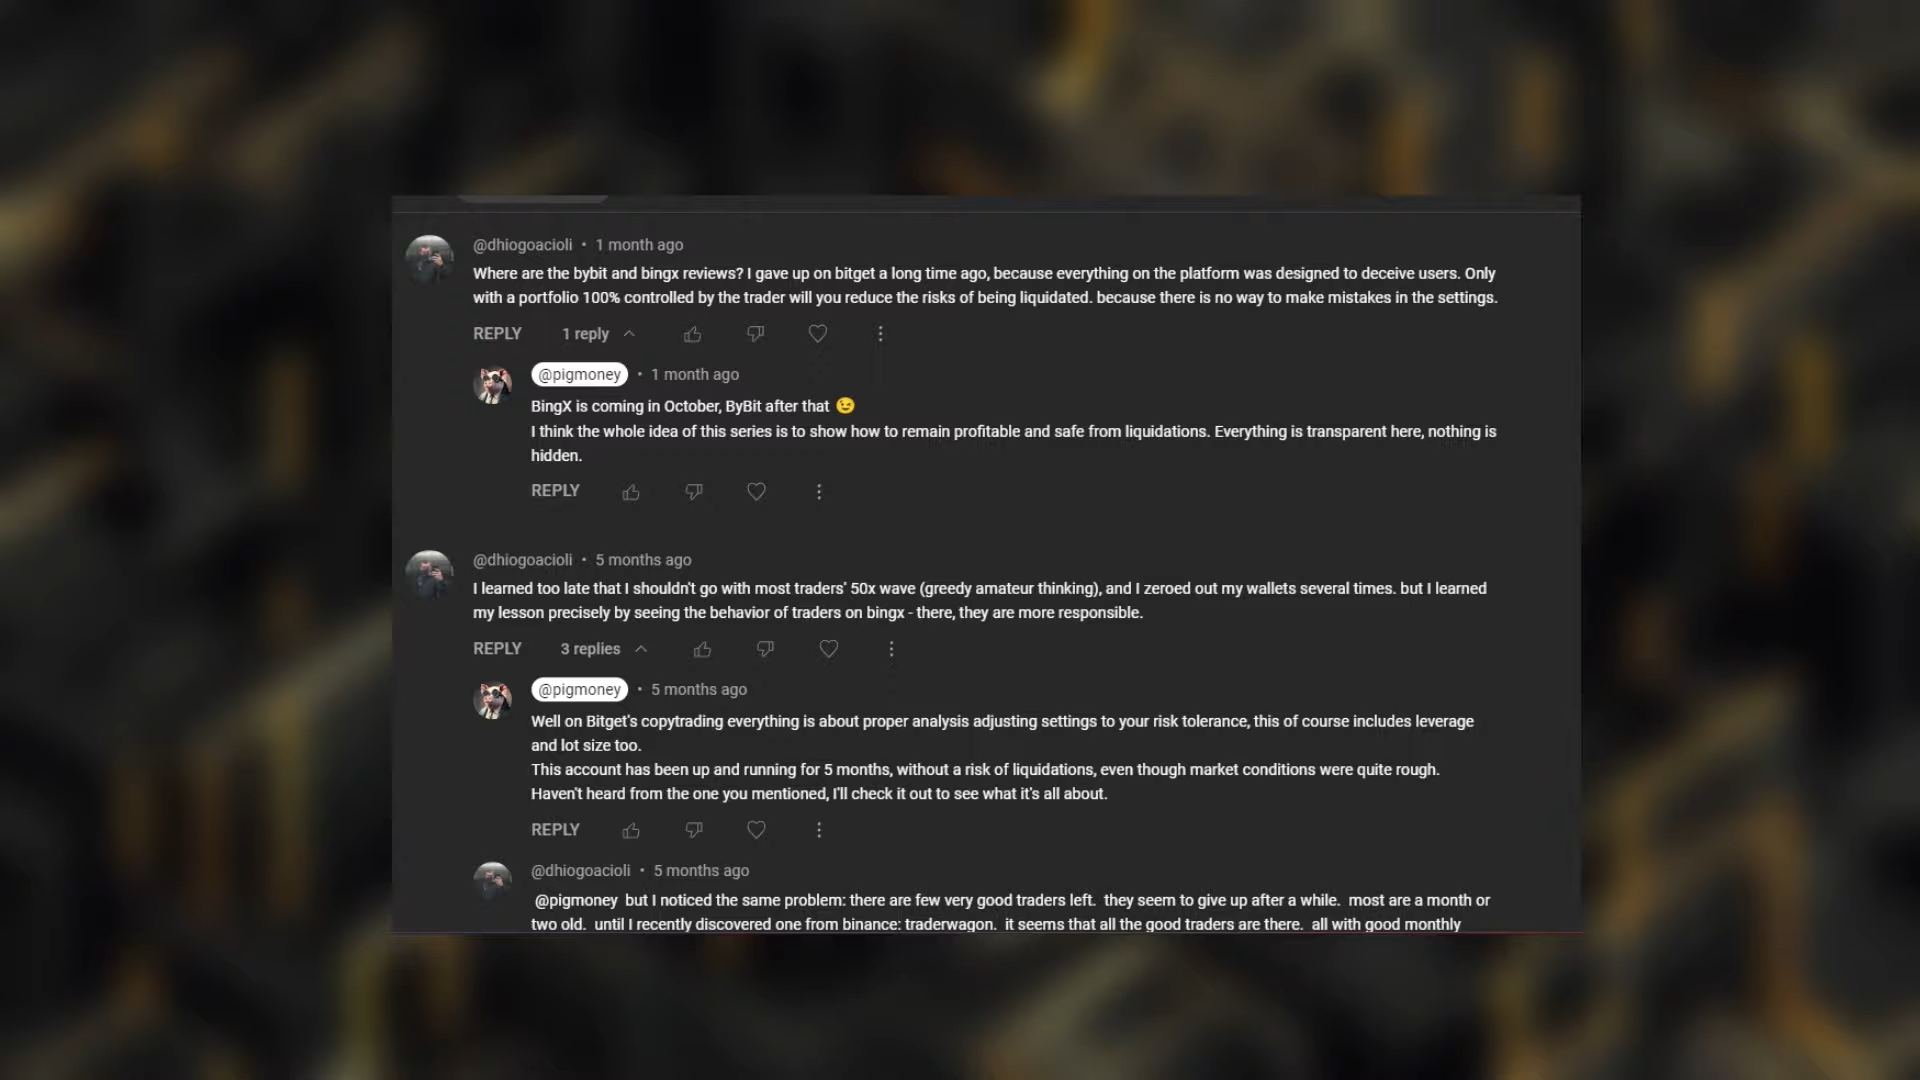 @dhiogoacioli • 1 month ago
Where are the bybit and bingx reviews? I gave up on bitget a long time ago, because everything on the platform was designed to deceive users. Only
with a portfolio 100% controlled by the trader will you reduce the risks of being liquidated. because there is no way to make mistakes in the settings.
REPLY 1 reply
@pigmoney • 1 month ago
BingX is coming in October, ByBit after that 😉
I think the whole idea of this series is to show how to remain profitable and safe from liquidations. Everything is transparent here, nothing is
hidden.
REPLY
@dhiogoacioli • 5 months ago
I learned too late that I shouldn't go with most traders' 50x wave (greedy amateur thinking), and I zeroed out my wallets several times. but I learned
my lesson precisely by seeing the behavior of traders on bingx - there, they are more responsible.
REPLY 3 replies
@pigmoney • 5 months ago
Well on Bitget's copytrading everything is about proper analysis adjusting settings to your risk tolerance, this of course includes leverage
and lot size too.
This account has been up and running for 5 months, without a risk of liquidations, even though market conditions were quite rough.
Haven't heard from the one you mentioned, I'll check it out to see what it's all about.
REPLY
@dhiogoacioli • 5 months ago
@pigmoney but I noticed the same problem: there are few very good traders left. they seem to give up after a while. most are a month or
two old. until I recently discovered one from binance: traderwagon. it seems that all the good traders are there. all with good monthly